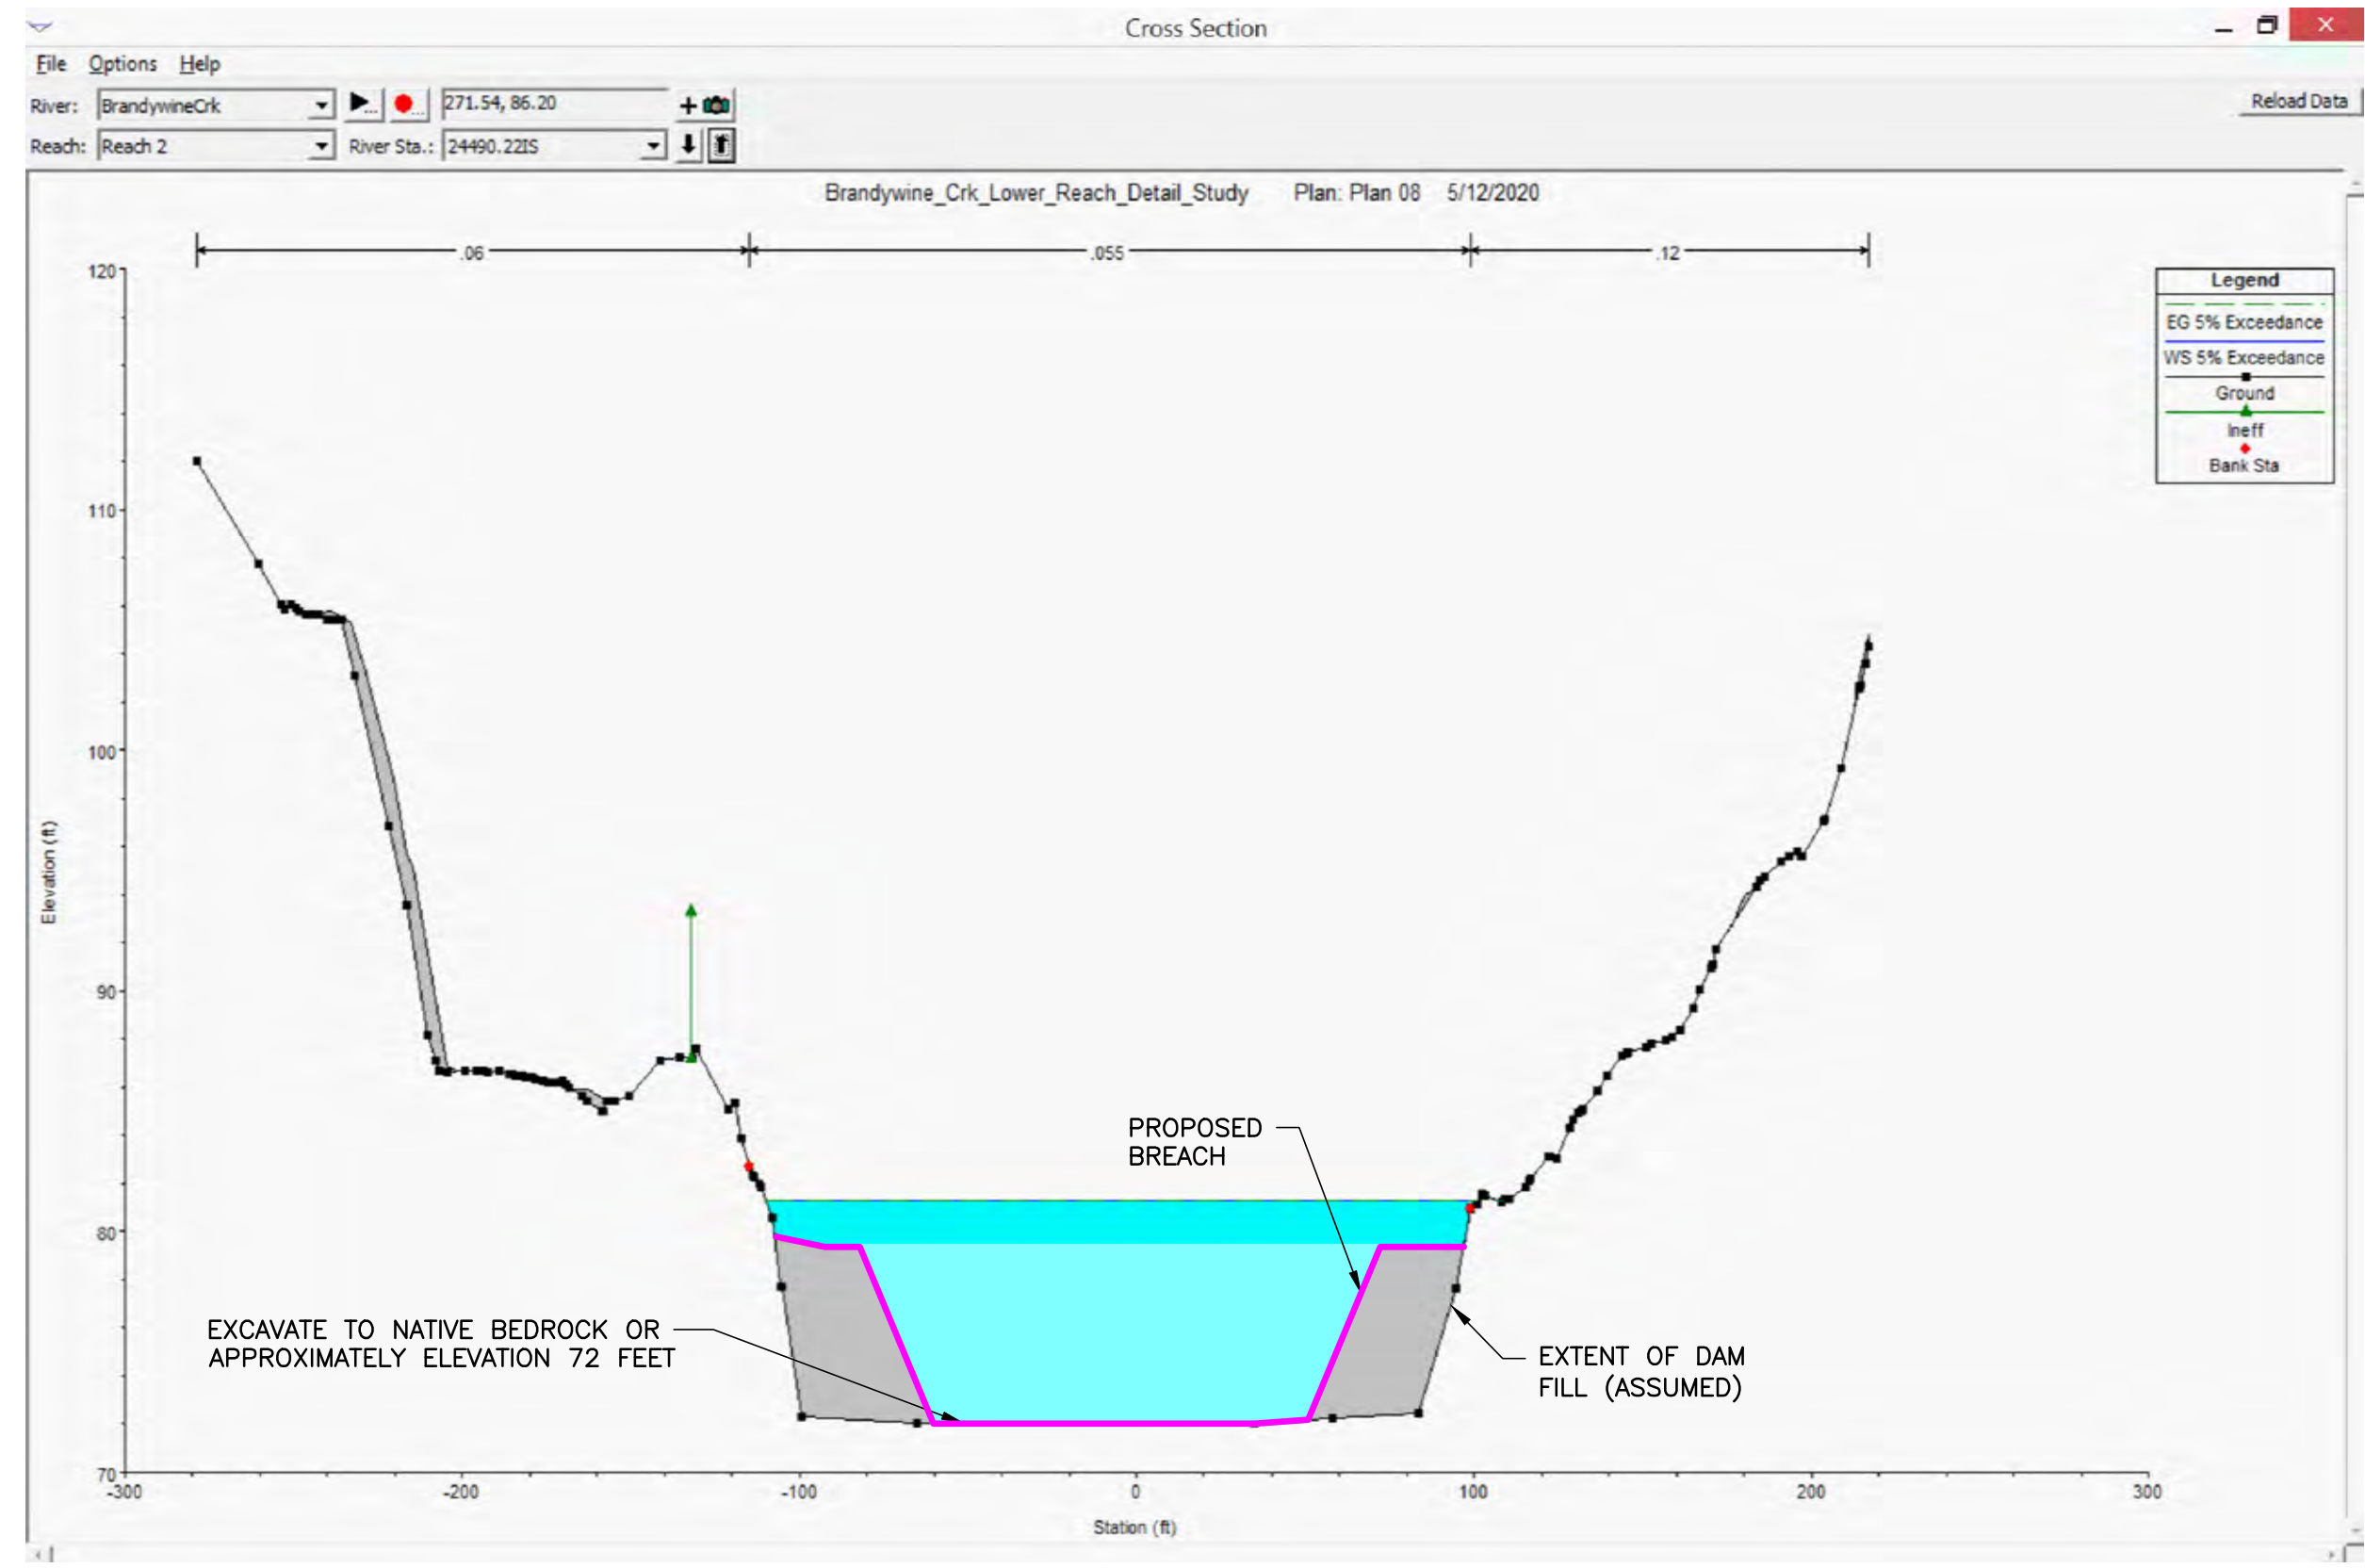 Cross Section
File Options Help
River: BrandywineCrk 271.54, 86.20 Reload Data
Reach: Reach 2 River Sta.: 24490.22IS
Brandywine_Crk_Lower_Reach_Detail_Study Plan: Plan 08 5/12/2020
.06 .055 .12
Legend
EG 5% Exceedance
WS 5% Exceedance
Ground
Ineff
Bank Sta
120
110
100
90
80
70
Elevation (ft)
PROPOSED
BREACH
EXCAVATE TO NATIVE BEDROCK OR
APPROXIMATELY ELEVATION 72 FEET
EXTENT OF DAM
FILL (ASSUMED)
-300 -200 -100 0 100 200 300
Station (ft)